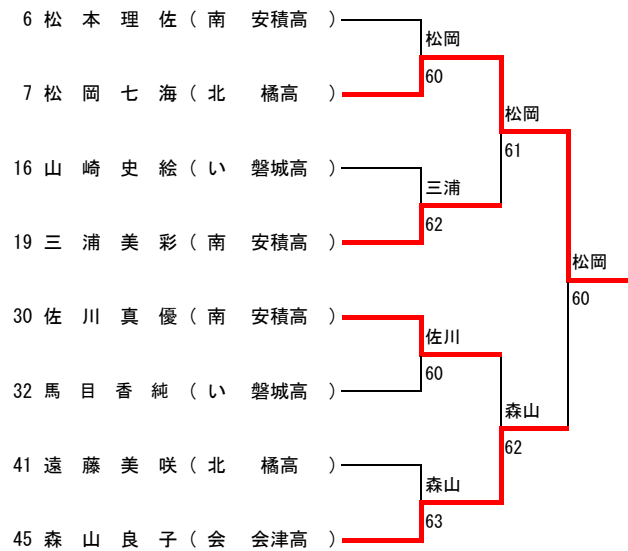 6 松本理佐(南 安積高)
松岡
60
7 松岡七海(北 橘高)
松岡
61
16 山崎史絵(い 磐城高)
三浦
62
19 三浦美彩(南 安積高)
松岡
60
30 佐川真優(南 安積高)
佐川
60
32 馬目香純(い 磐城高)
森山
62
41 遠藤美咲(北 橘高)
森山
63
45 森山良子(会 会津高)